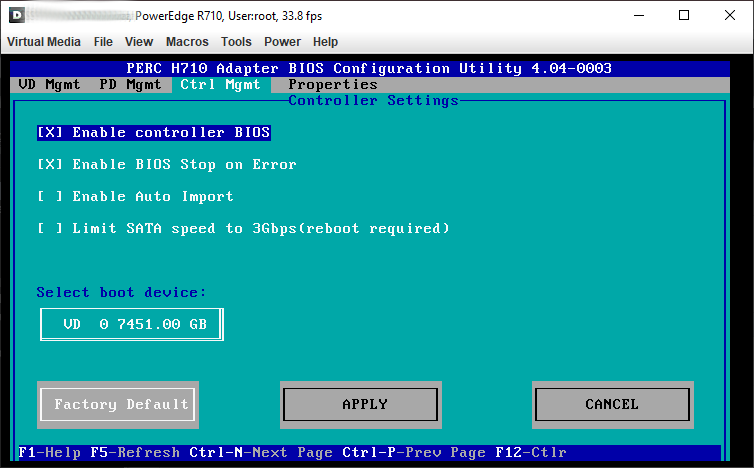 , PowerEdge R710, User:root, 33.8 fps
Virtual Media File View Macros Tools Power Help
PERC H710 Adapter BIOS Configuration Utility 4.04-0003
VD Mgmt PD Mgmt Ctrl Mgmt Properties
Controller Settings
[X] Enable controller BIOS
[X] Enable BIOS Stop on Error
[ ] Enable Auto Import
[ ] Limit SATA speed to 3Gbps(reboot required)
Select boot device:
VD 0 7451.00 GB
Factory Default APPLY CANCEL
F1-Help F5-Refresh Ctrl-N-Next Page Ctrl-P-Prev Page F12-Ctlr